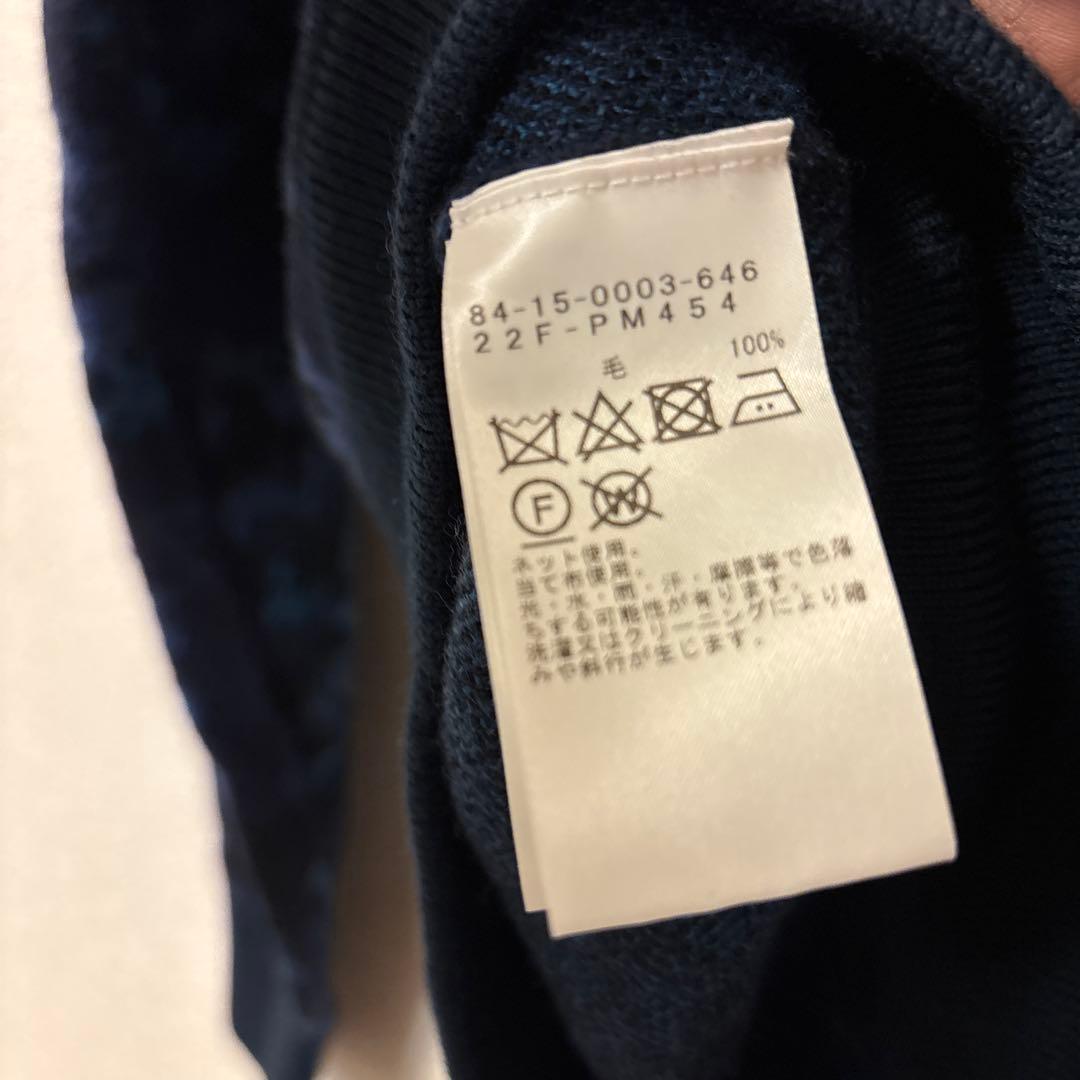 84-15-0003-646
22F-PM454
毛 100%
F W
ネット使用。
当て布使用。
光・水・雨・汗・摩擦等で色落
ちする可能性が有ります。
洗濯又はクリーニングにより縮
みや斜行が生じます。